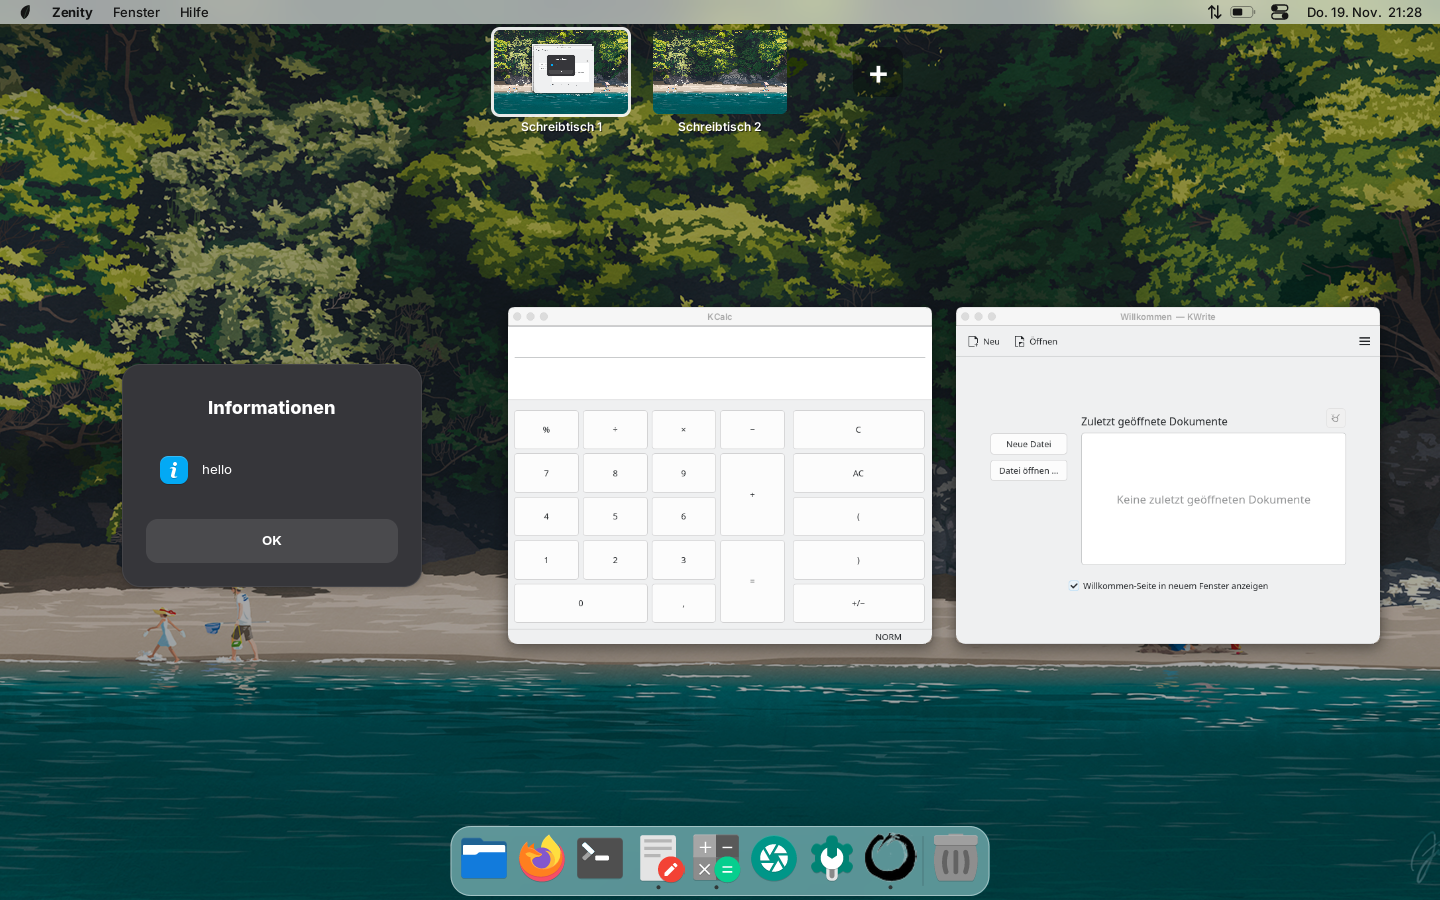 Zenity Fenster Hilfe
Do. 19. Nov. 21:28
Schreibtisch 1
Schreibtisch 2
Informationen
hello
OK
KCalc
% ÷ × − C
7 8 9 + AC
4 5 6 (
1 2 3 = )
0 , +/−
NORM
Willkommen — KWrite
Neu Öffnen
Zuletzt geöffnete Dokumente
Neue Datei
Datei öffnen ...
Keine zuletzt geöffneten Dokumente
Willkommen-Seite in neuem Fenster anzeigen